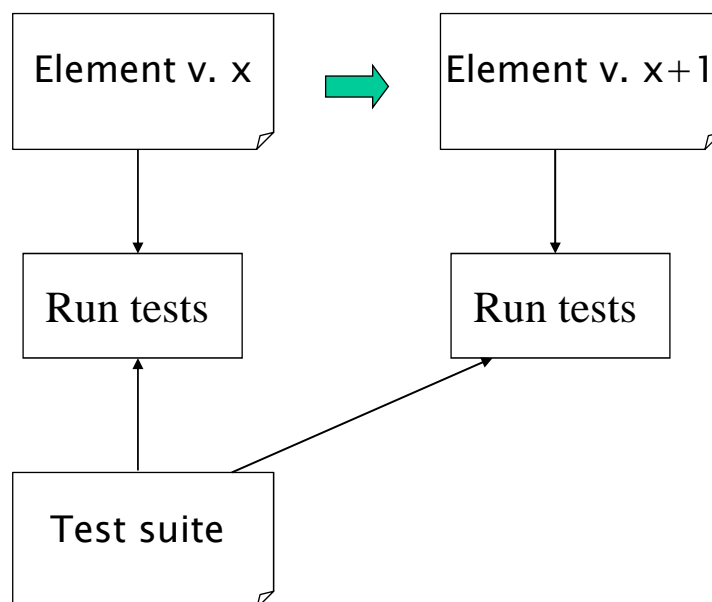 Element v. x
Element v. x+1
Run tests
Run tests
Test suite